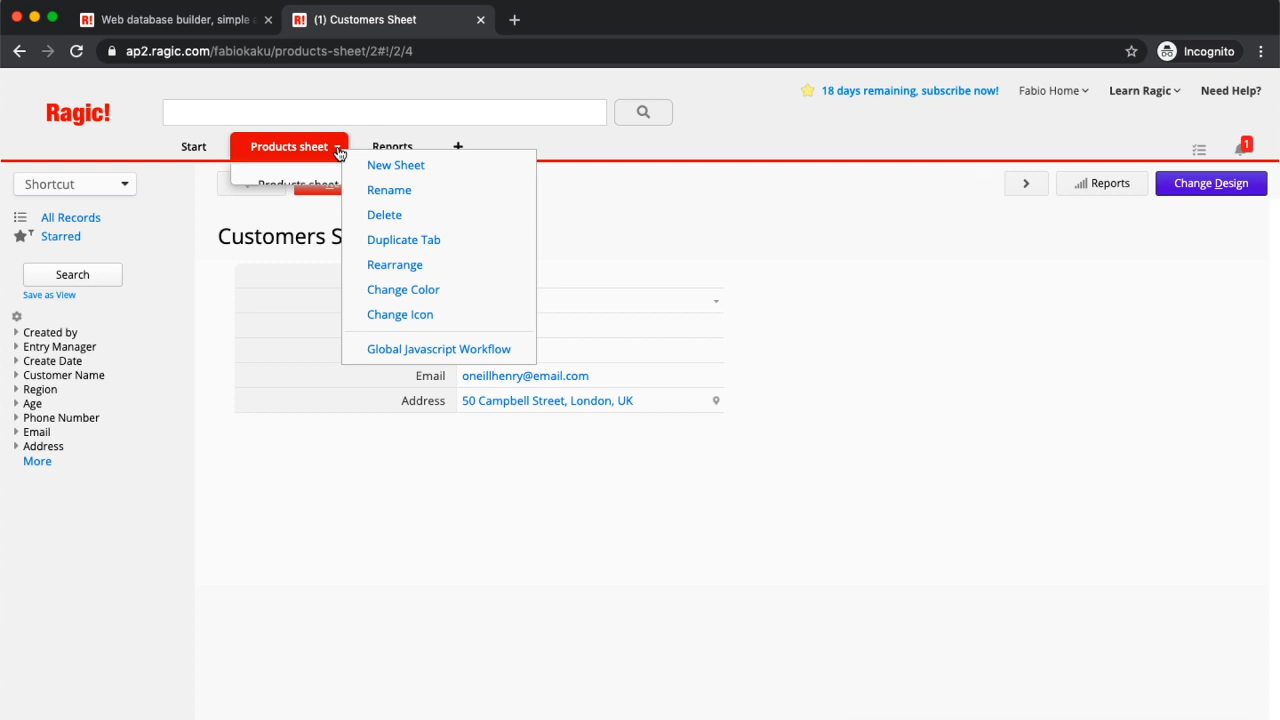 Web database builder, simple a
(1) Customers Sheet
ap2.ragic.com/fabiokaku/products-sheet/2#!/2/4
Incognito
18 days remaining, subscribe now!
Fabio Home
Learn Ragic
Need Help?
Ragic!
Start
Products sheet
Reports
+
1
Products sheet
New Sheet
Rename
Delete
Duplicate Tab
Rearrange
Change Color
Change Icon
Global Javascript Workflow
Shortcut
Reports
Change Design
All Records
Starred
Customers S
Search
Save as View
Created by
Entry Manager
Create Date
Customer Name
Region
Age
Phone Number
Email
Address
More
Email oneillhenry@email.com
Address 50 Campbell Street, London, UK